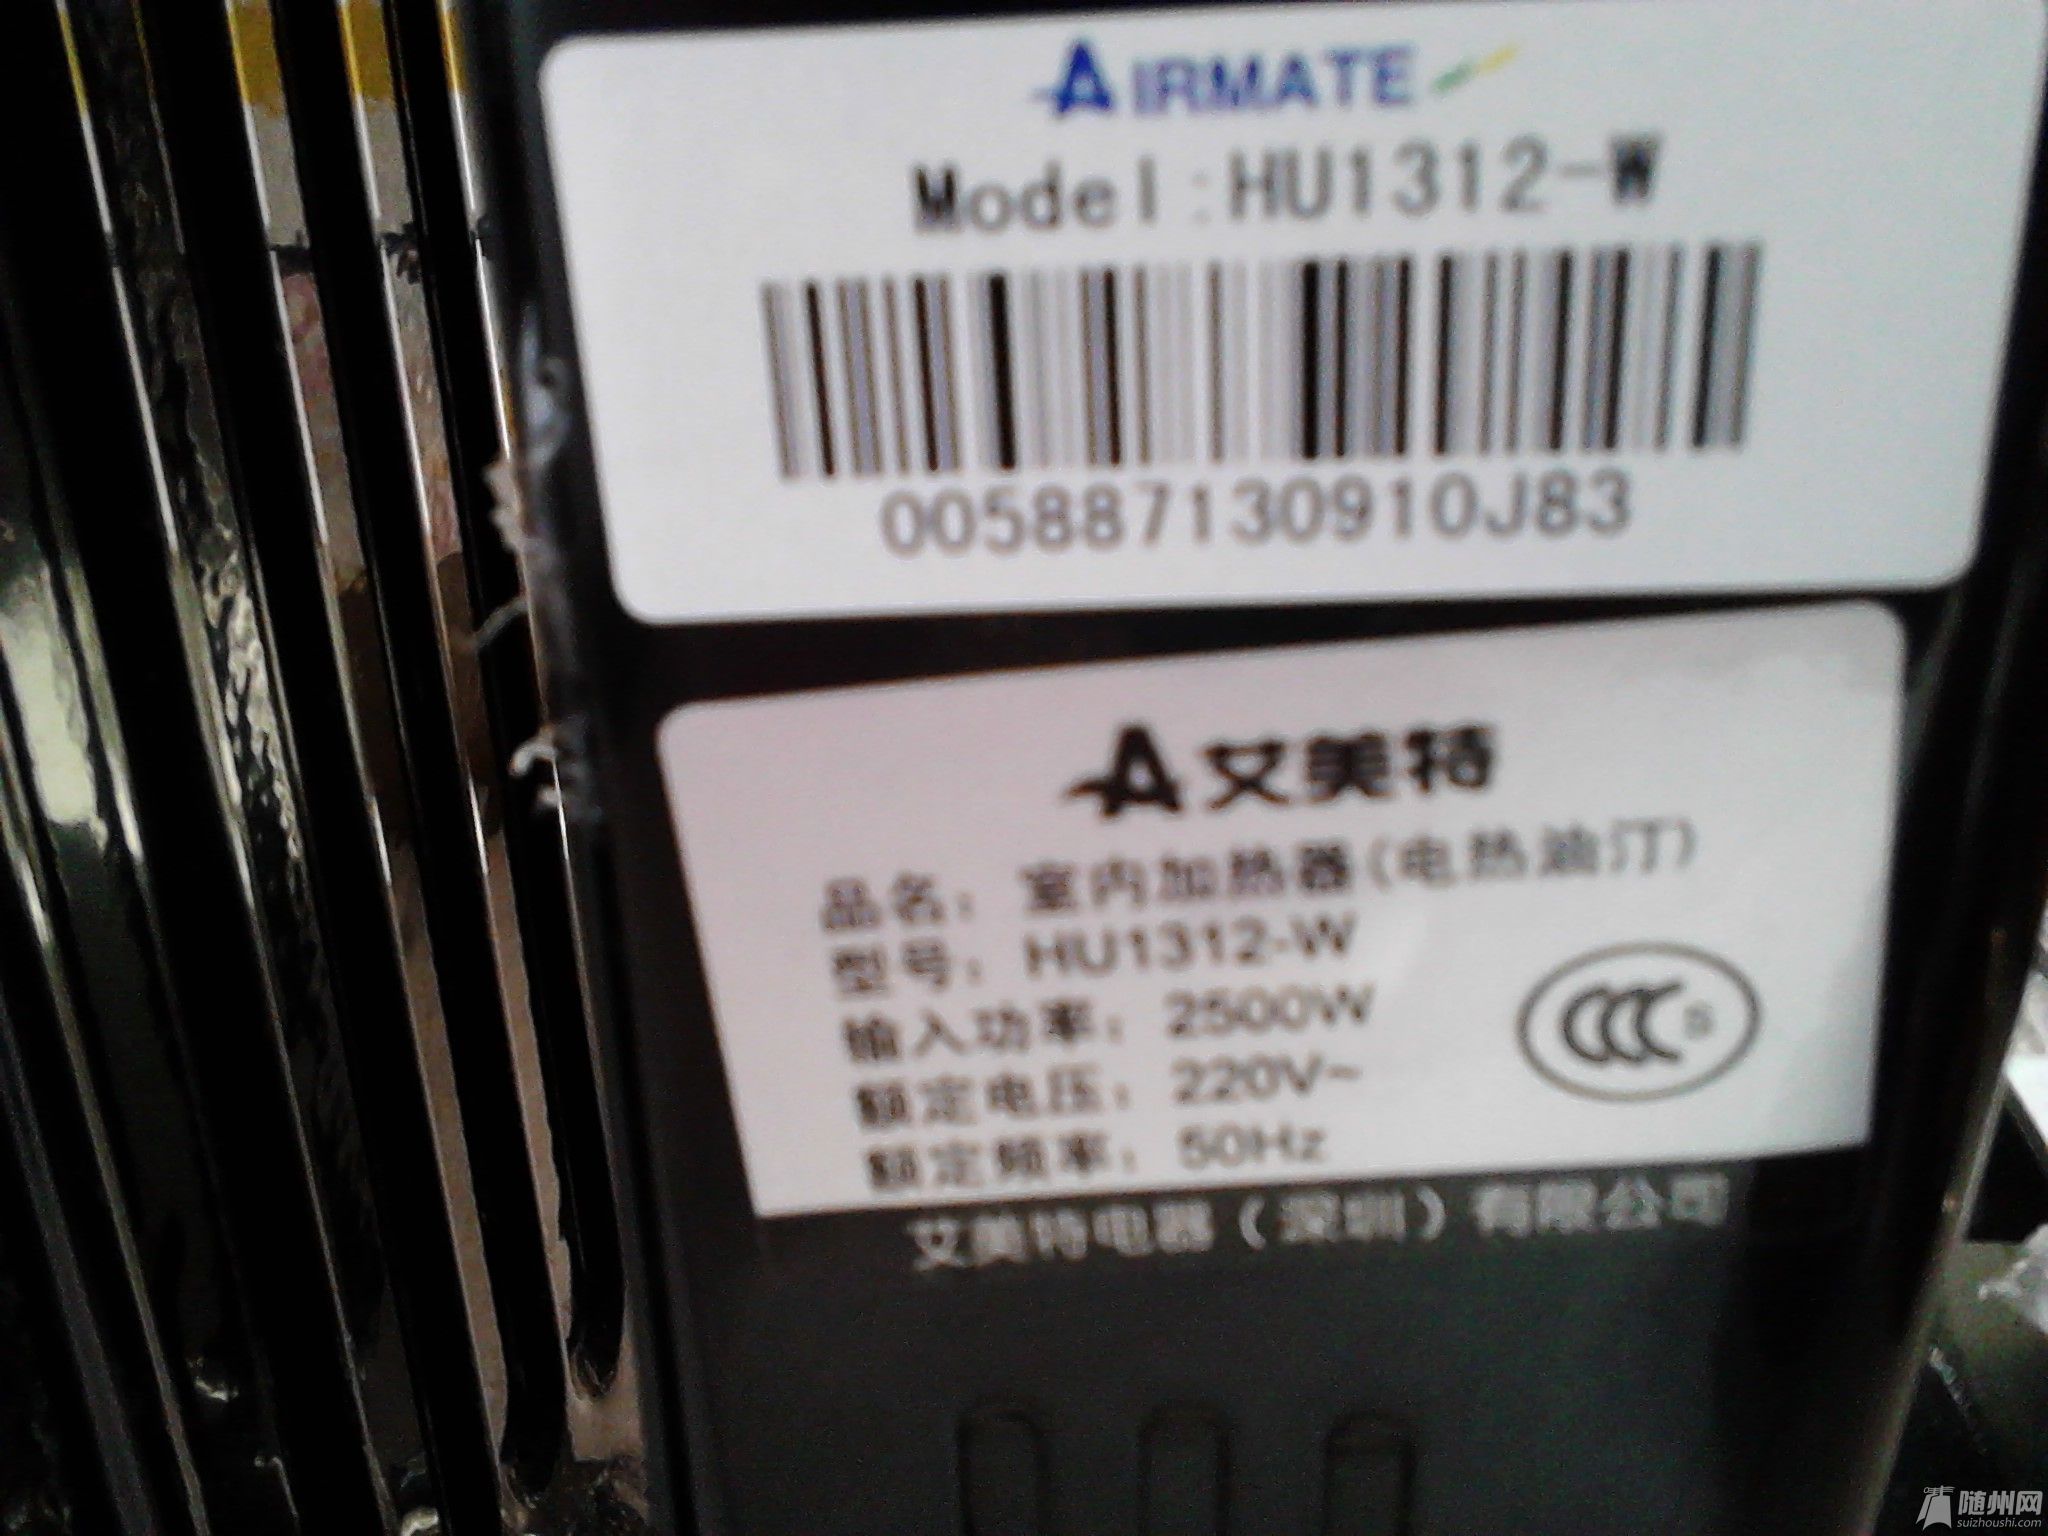 AIRMATE
Model:HU1312-W
005887130910J83
艾美特
品名：室内加热器(电热油汀)
型号：HU1312-W
输入功率：2500W
额定电压：220V~
额定频率：50Hz
CCC S
艾美特电器（深圳）有限公司
随州网
suizhoushi.com